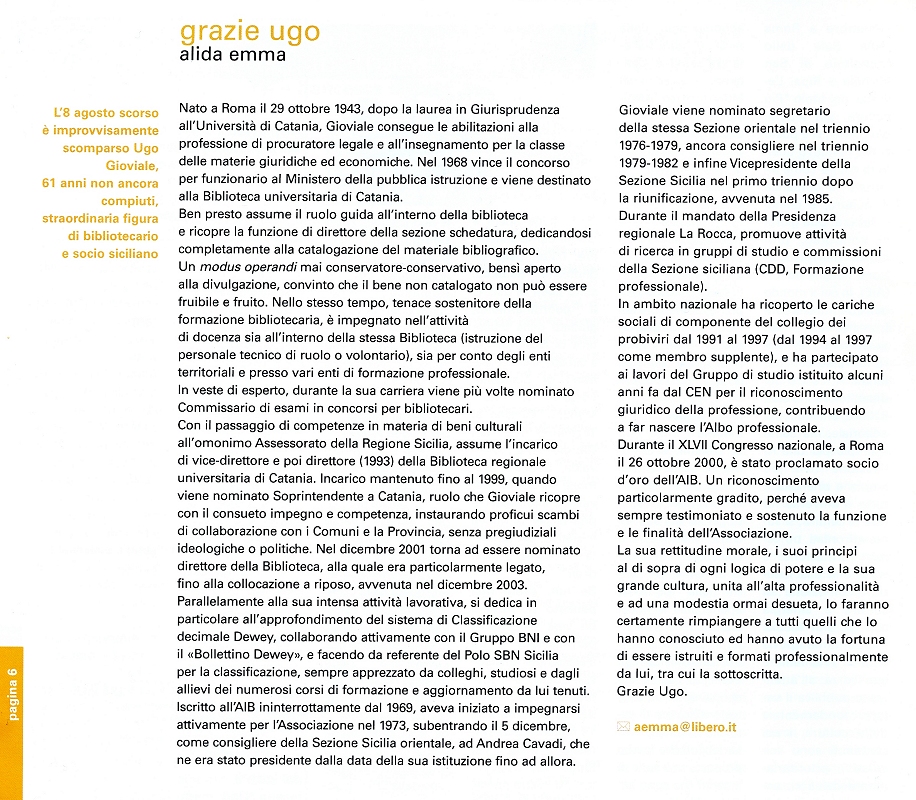 grazie ugo
alida emma
L'8 agosto scorso
è improvvisamente
scomparso Ugo
Gioviale,
61 anni non ancora
compiuti,
straordinaria figura
di bibliotecario
e socio siciliano
Nato a Roma il 29 ottobre 1943, dopo la laurea in Giurisprudenza
all'Università di Catania, Gioviale consegue le abilitazioni alla
professione di procuratore legale e all'insegnamento per la classe
delle materie giuridiche ed economiche. Nel 1968 vince il concorso
per funzionario al Ministero della pubblica istruzione e viene destinato
alla Biblioteca universitaria di Catania.
Ben presto assume il ruolo guida all'interno della biblioteca
e ricopre la funzione di direttore della sezione schedatura, dedicandosi
completamente alla catalogazione del materiale bibliografico.
Un modus operandi mai conservatore-conservativo, bensì aperto
alla divulgazione, convinto che il bene non catalogato non può essere
fruibile e fruito. Nello stesso tempo, tenace sostenitore della
formazione bibliotecaria, è impegnato nell'attività
di docenza sia all'interno della stessa Biblioteca (istruzione del
personale tecnico di ruolo o volontario), sia per conto degli enti
territoriali e presso vari enti di formazione professionale.
In veste di esperto, durante la sua carriera viene più volte nominato
Commissario di esami in concorsi per bibliotecari.
Con il passaggio di competenze in materia di beni culturali
all'omonimo Assessorato della Regione Sicilia, assume l'incarico
di vice-direttore e poi direttore (1993) della Biblioteca regionale
universitaria di Catania. Incarico mantenuto fino al 1999, quando
viene nominato Soprintendente a Catania, ruolo che Gioviale ricopre
con il consueto impegno e competenza, instaurando proficui scambi
di collaborazione con i Comuni e la Provincia, senza pregiudiziali
ideologiche o politiche. Nel dicembre 2001 torna ad essere nominato
direttore della Biblioteca, alla quale era particolarmente legato,
fino alla collocazione a riposo, avvenuta nel dicembre 2003.
Parallelamente alla sua intensa attività lavorativa, si dedica in
particolare all'approfondimento del sistema di Classificazione
decimale Dewey, collaborando attivamente con il Gruppo BNI e con
il «Bollettino Dewey», e facendo da referente del Polo SBN Sicilia
per la classificazione, sempre apprezzato da colleghi, studiosi e dagli
allievi dei numerosi corsi di formazione e aggiornamento da lui tenuti.
Iscritto all'AIB ininterrottamente dal 1969, aveva iniziato a impegnarsi
attivamente per l'Associazione nel 1973, subentrando il 5 dicembre,
come consigliere della Sezione Sicilia orientale, ad Andrea Cavadi, che
ne era stato presidente dalla data della sua istituzione fino ad allora.
Gioviale viene nominato segretario
della stessa Sezione orientale nel triennio
1976-1979, ancora consigliere nel triennio
1979-1982 e infine Vicepresidente della
Sezione Sicilia nel primo triennio dopo
la riunificazione, avvenuta nel 1985.
Durante il mandato della Presidenza
regionale La Rocca, promuove attività
di ricerca in gruppi di studio e commissioni
della Sezione siciliana (CDD, Formazione
professionale).
In ambito nazionale ha ricoperto le cariche
sociali di componente del collegio dei
probiviri dal 1991 al 1997 (dal 1994 al 1997
come membro supplente), e ha partecipato
ai lavori del Gruppo di studio istituito alcuni
anni fa dal CEN per il riconoscimento
giuridico della professione, contribuendo
a far nascere l'Albo professionale.
Durante il XLVII Congresso nazionale, a Roma
il 26 ottobre 2000, è stato proclamato socio
d'oro dell'AIB. Un riconoscimento
particolarmente gradito, perché aveva
sempre testimoniato e sostenuto la funzione
e le finalità dell'Associazione.
La sua rettitudine morale, i suoi principi
al di sopra di ogni logica di potere e la sua
grande cultura, unita all'alta professionalità
e ad una modestia ormai desueta, lo faranno
certamente rimpiangere a tutti quelli che lo
hanno conosciuto ed hanno avuto la fortuna
di essere istruiti e formati professionalmente
da lui, tra cui la sottoscritta.
Grazie Ugo.
aemma@libero.it
pagina 6